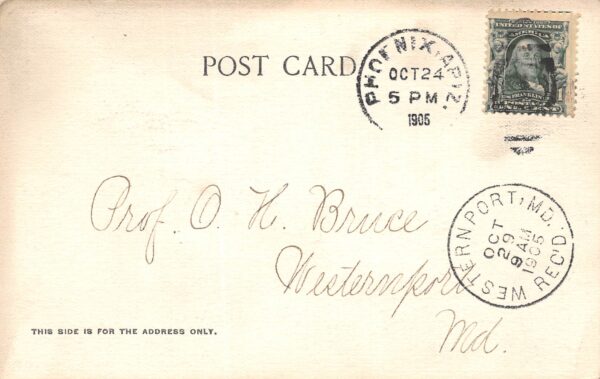 POST CARD
PHOENIX, ARIZ.
OCT 24
5 PM
1905
UNITED STATES OF
AMERICA
FRANKLIN
POSTAGE
WESTERNPORT, MD. REC'D.
OCT
29
9 AM
1905
Prof. O. H. Bruce
Westernport
Md.
THIS SIDE IS FOR THE ADDRESS ONLY.